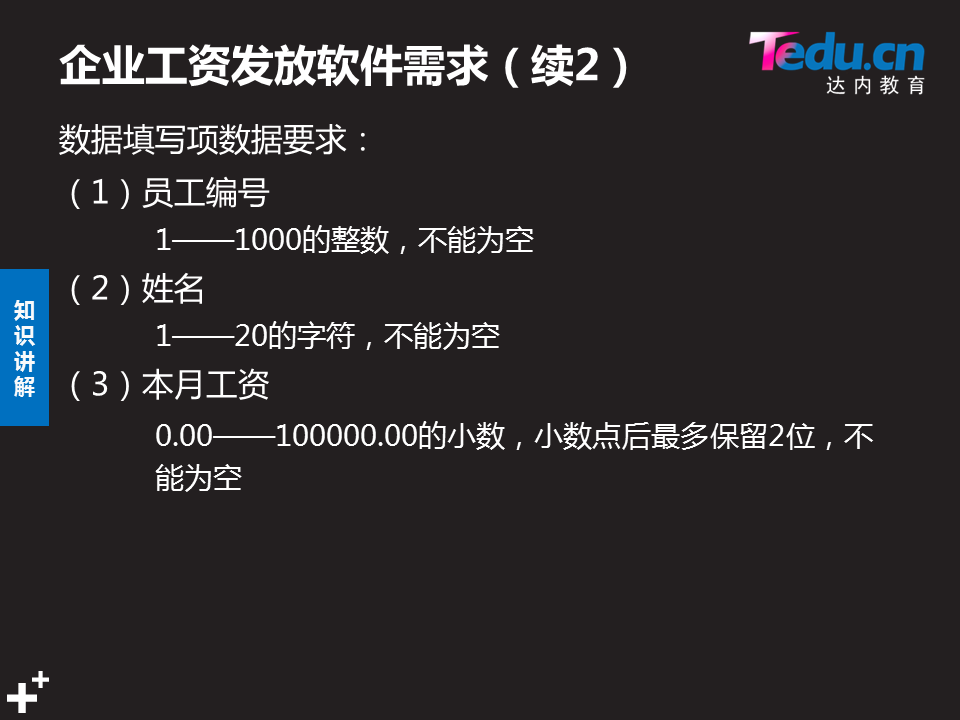 企业工资发放软件需求（续2）
Tedu.cn
达内教育
数据填写项数据要求：
（1）员工编号
1——1000的整数，不能为空
（2）姓名
1——20的字符，不能为空
（3）本月工资
0.00——100000.00的小数，小数点后最多保留2位，不
能为空
知
识
讲
解